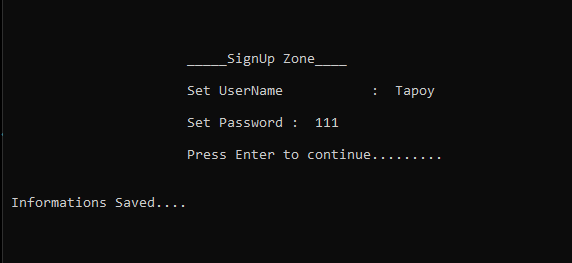 _____SignUp Zone____
Set UserName : Tapoy
Set Password : 111
Press Enter to continue.........
Informations Saved....